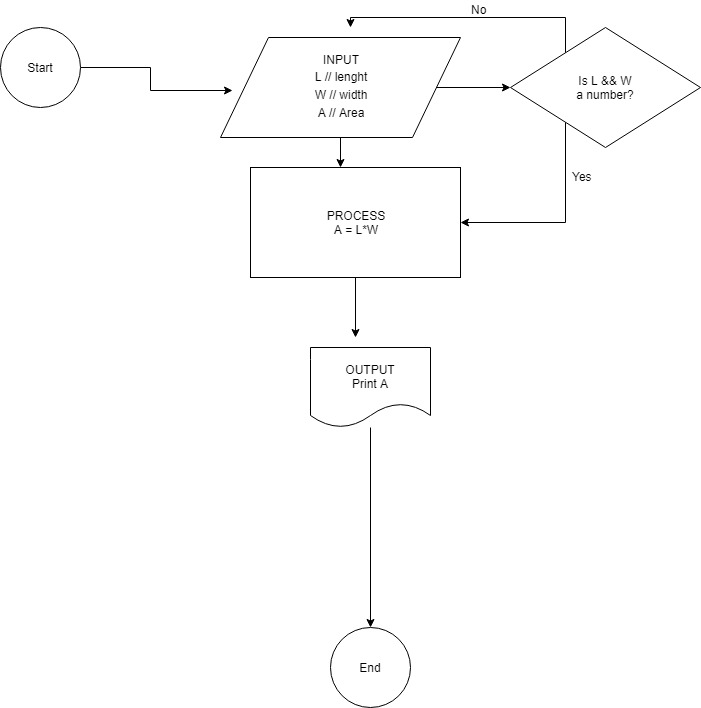 No
Start
INPUT
L // lenght
W // width
A // Area
Is L && W
a number?
Yes
PROCESS
A = L*W
OUTPUT
Print A
End